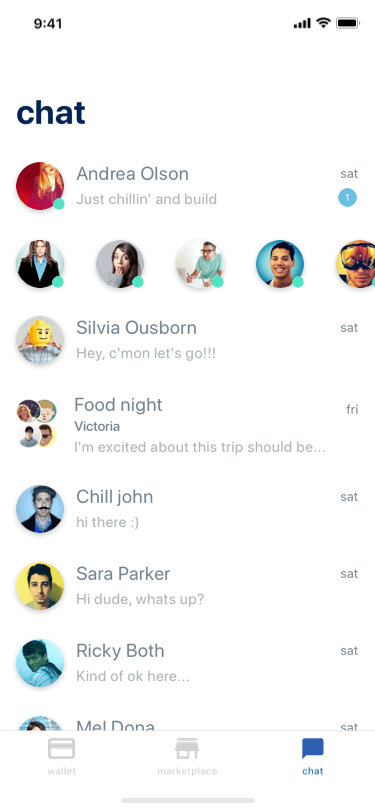 9:41
chat
Andrea Olson
sat
Just chillin’ and build
1
Silvia Ousborn
sat
Hey, c'mon let's go!!!
Food night
fri
Victoria
I'm excited about this trip should be...
Chill john
sat
hi there :)
Sara Parker
sat
Hi dude, whats up?
Ricky Both
sat
Kind of ok here...
Mel Dona
sat
wallet
marketplace
chat